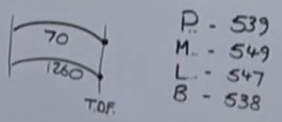 70
1260
T.O.F.
P. - 539
M. - 549
L - 547
B - 538